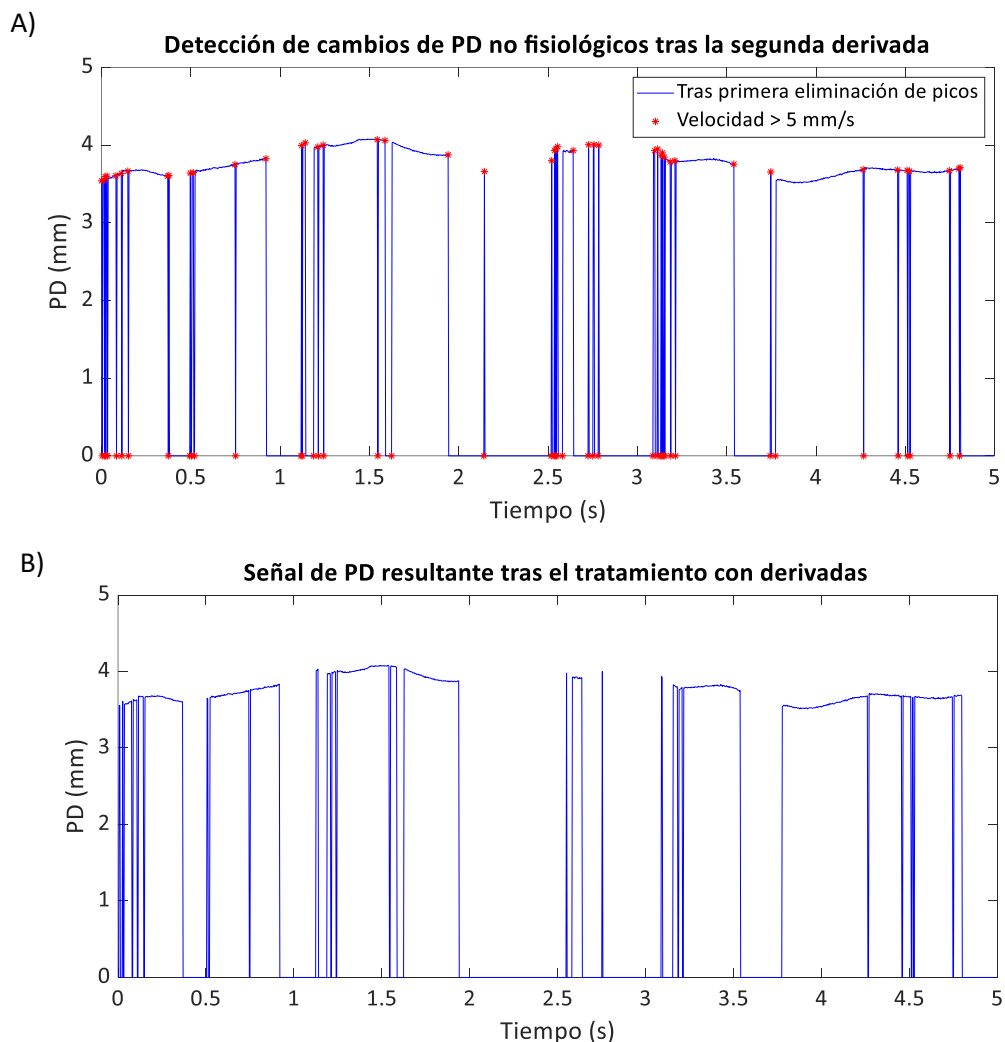 A)
Detección de cambios de PD no fisiológicos tras la segunda derivada
5
4
3
2
1
0
PD (mm)
Tras primera eliminación de picos
Velocidad > 5 mm/s
0 0.5 1 1.5 2 2.5 3 3.5 4 4.5 5
Tiempo (s)
B)
Señal de PD resultante tras el tratamiento con derivadas
5
4
3
2
1
0
PD (mm)
0 0.5 1 1.5 2 2.5 3 3.5 4 4.5 5
Tiempo (s)